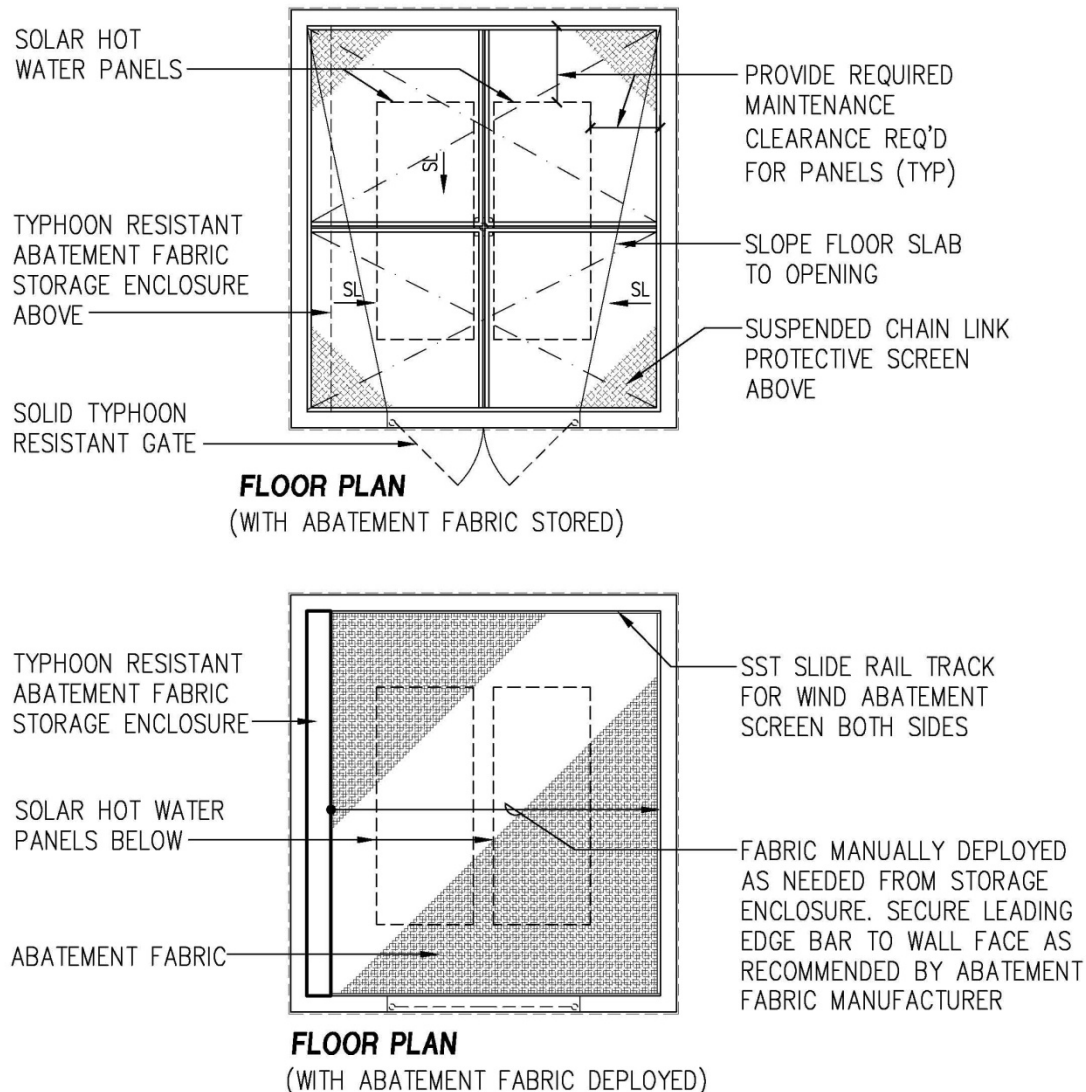 SOLAR HOT
WATER PANELS
PROVIDE REQUIRED
MAINTENANCE
CLEARANCE REQ'D
FOR PANELS (TYP)
SL
TYPHOON RESISTANT
ABATEMENT FABRIC
STORAGE ENCLOSURE
ABOVE
SLOPE FLOOR SLAB
TO OPENING
SL
SL
SUSPENDED CHAIN LINK
PROTECTIVE SCREEN
ABOVE
SOLID TYPHOON
RESISTANT GATE
FLOOR PLAN
(WITH ABATEMENT FABRIC STORED)
TYPHOON RESISTANT
ABATEMENT FABRIC
STORAGE ENCLOSURE
SST SLIDE RAIL TRACK
FOR WIND ABATEMENT
SCREEN BOTH SIDES
SOLAR HOT WATER
PANELS BELOW
FABRIC MANUALLY DEPLOYED
AS NEEDED FROM STORAGE
ENCLOSURE. SECURE LEADING
EDGE BAR TO WALL FACE AS
RECOMMENDED BY ABATEMENT
FABRIC MANUFACTURER
ABATEMENT FABRIC
FLOOR PLAN
(WITH ABATEMENT FABRIC DEPLOYED)